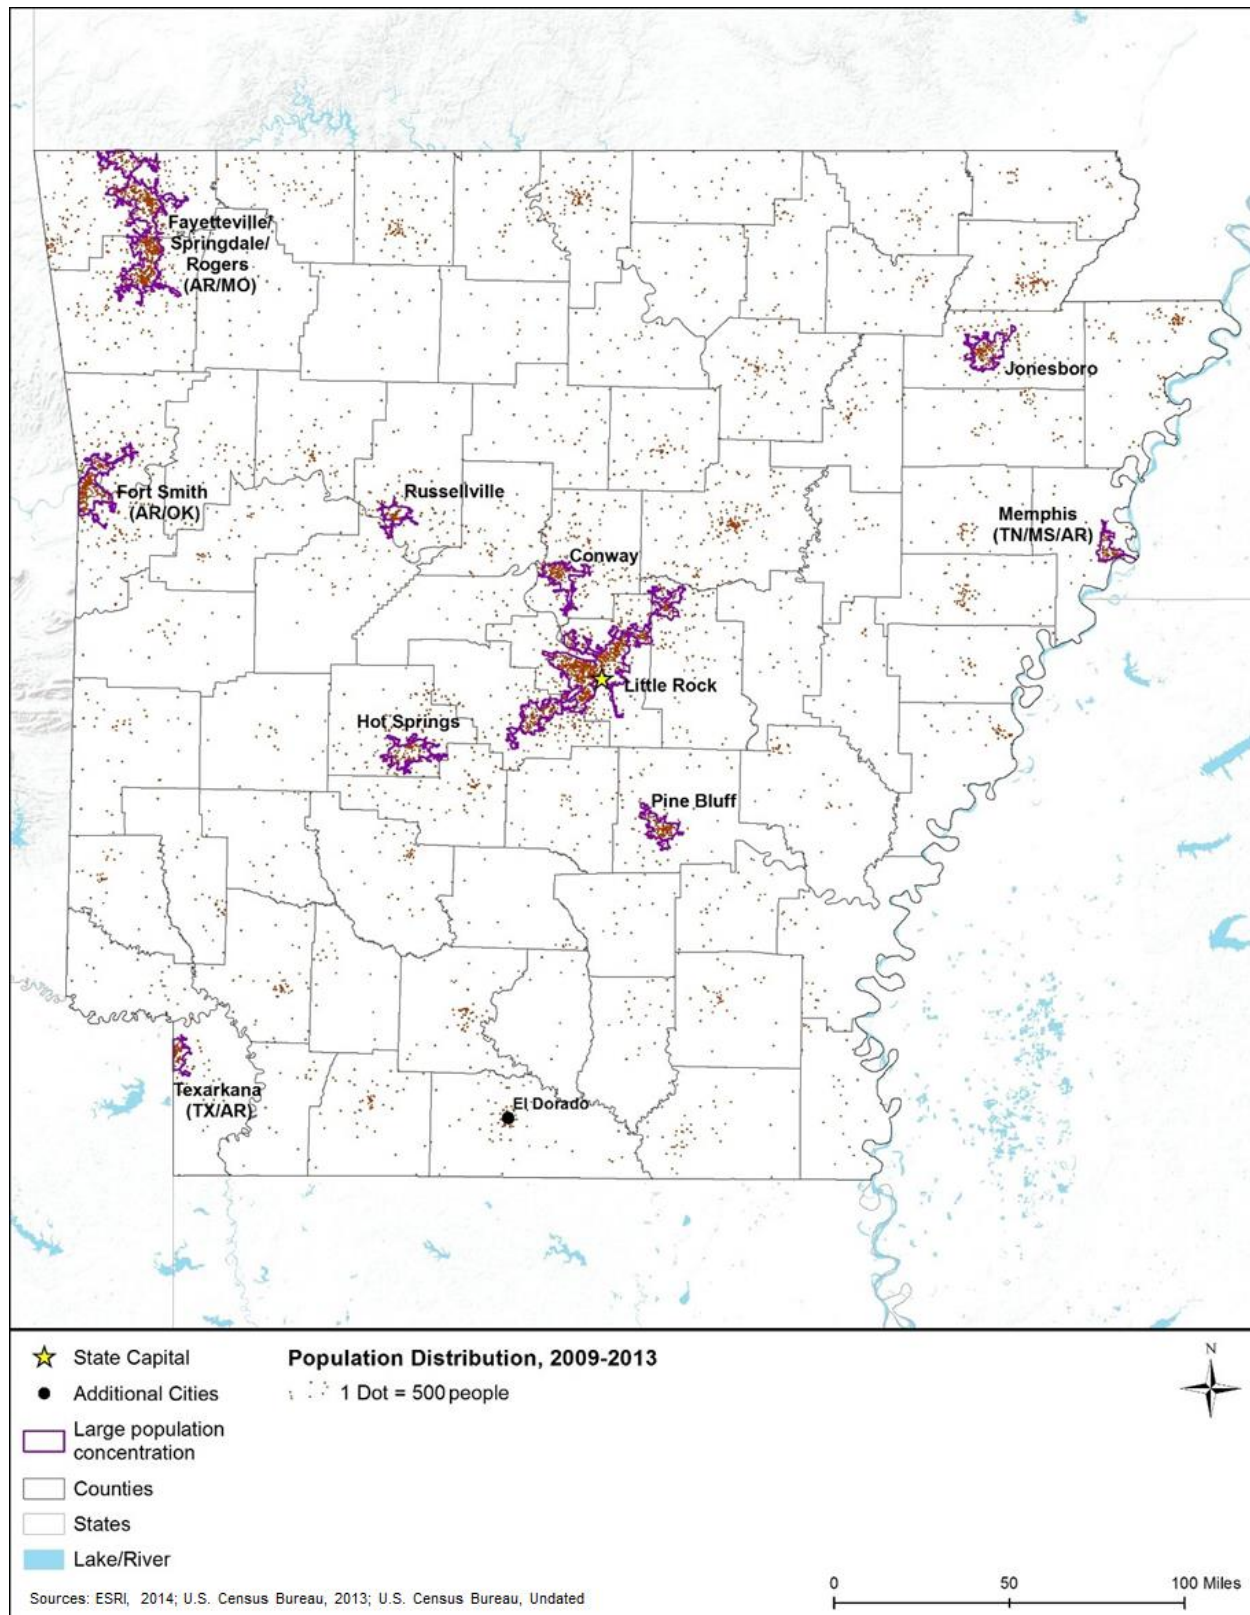 Fayetteville/
Springdale/
Rogers
(AR/MO)
Jonesboro
Fort Smith
(AR/OK)
Russellville
Memphis
(TN/MS/AR)
Conway
Little Rock
Hot Springs
Pine Bluff
Texarkana
(TX/AR)
El Dorado
State Capital
Additional Cities
Large population
concentration
Counties
States
Lake/River
Population Distribution, 2009-2013
1 Dot = 500 people
N
0 50 100 Miles
Sources: ESRI, 2014; U.S. Census Bureau, 2013; U.S. Census Bureau, Undated